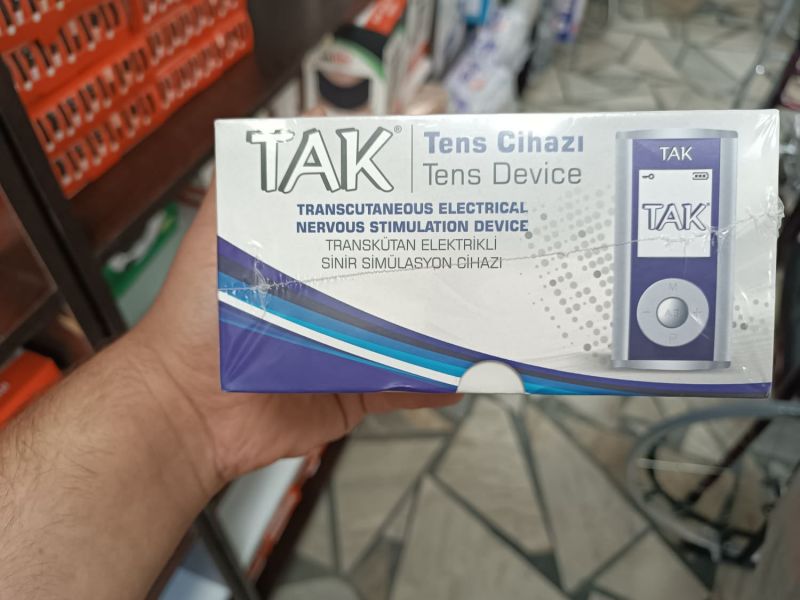 TAK®
Tens Cihazı
Tens Device
TRANSCUTANEOUS ELECTRICAL
NERVOUS STIMULATION DEVICE
TRANSKÜTAN ELEKTRİKLİ
SİNİR SİMÜLASYON CİHAZI
TAK
TAK
M
- AB +
P